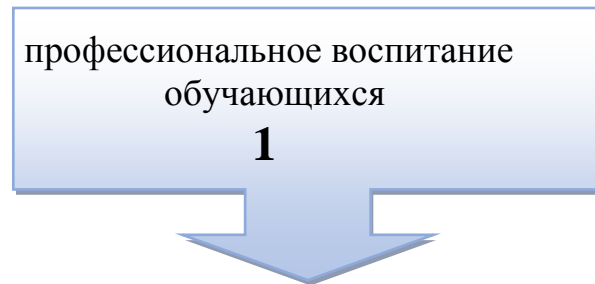 профессиональное воспитание
обучающихся
1